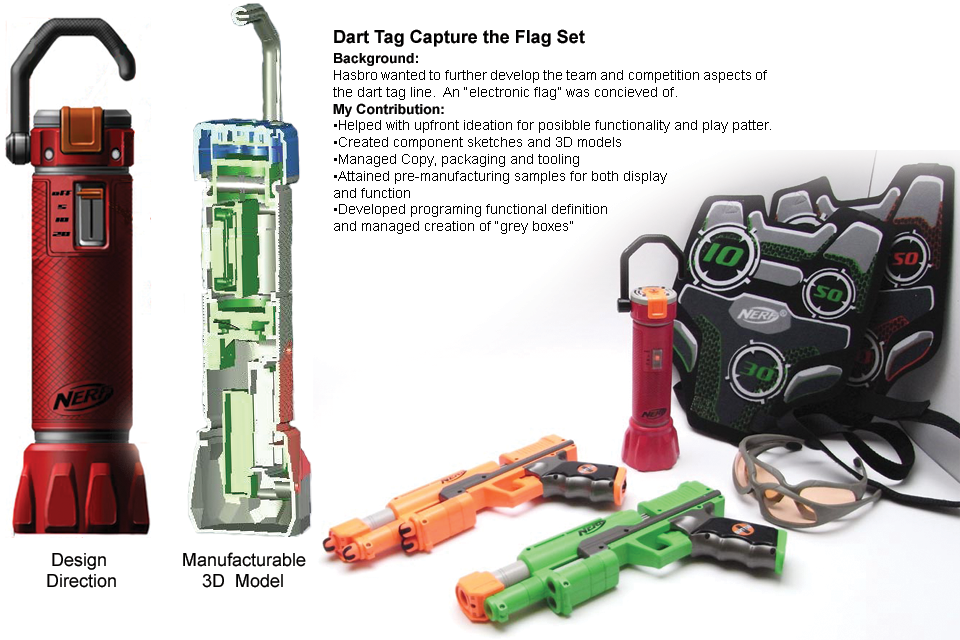 Dart Tag Capture the Flag Set
Background:
Hasbro wanted to further develop the team and competition aspects of
the dart tag line. An "electronic flag" was concieved of.
My Contribution:
•Helped with upfront ideation for posibble functionality and play patter.
•Created component sketches and 3D models
•Managed Copy, packaging and tooling
•Attained pre-manufacturing samples for both display
and function
•Developed programing functional definition
and managed creation of "grey boxes"
off
5
10
20
NERF
Design
Direction
Manufacturable
3D Model
10
50
50
NERF
30
NERF
NERF
NERF